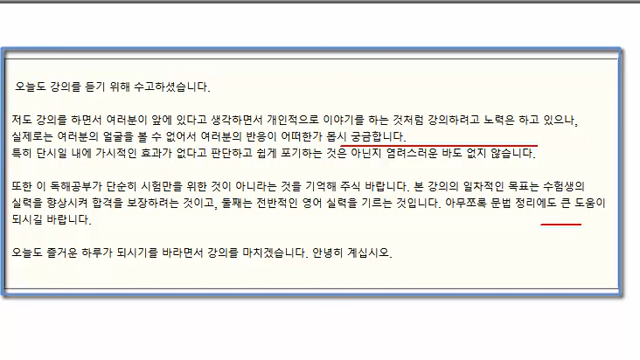 오늘도 강의를 듣기 위해 수고하셨습니다.
저도 강의를 하면서 여러분이 앞에 있다고 생각하면서 개인적으로 이야기를 하는 것처럼 강의하려고 노력은 하고 있으나,
실제로는 여러분의 얼굴을 볼 수 없어서 여러분의 반응이 어떠한가 몹시 궁금합니다.
특히 단시일 내에 가시적인 효과가 없다고 판단하고 쉽게 포기하는 것은 아닌지 염려스러운 바도 없지 않습니다.
또한 이 독해공부가 단순히 시험만을 위한 것이 아니라는 것을 기억해 주식 바랍니다. 본 강의의 일차적인 목표는 수험생의
실력을 향상시켜 합격을 보장하려는 것이고, 둘째는 전반적인 영어 실력을 기르는 것입니다. 아무쪼록 문법 정리에도 큰 도움이
되시길 바랍니다.
오늘도 즐거운 하루가 되시기를 바라면서 강의를 마치겠습니다. 안녕히 계십시오.